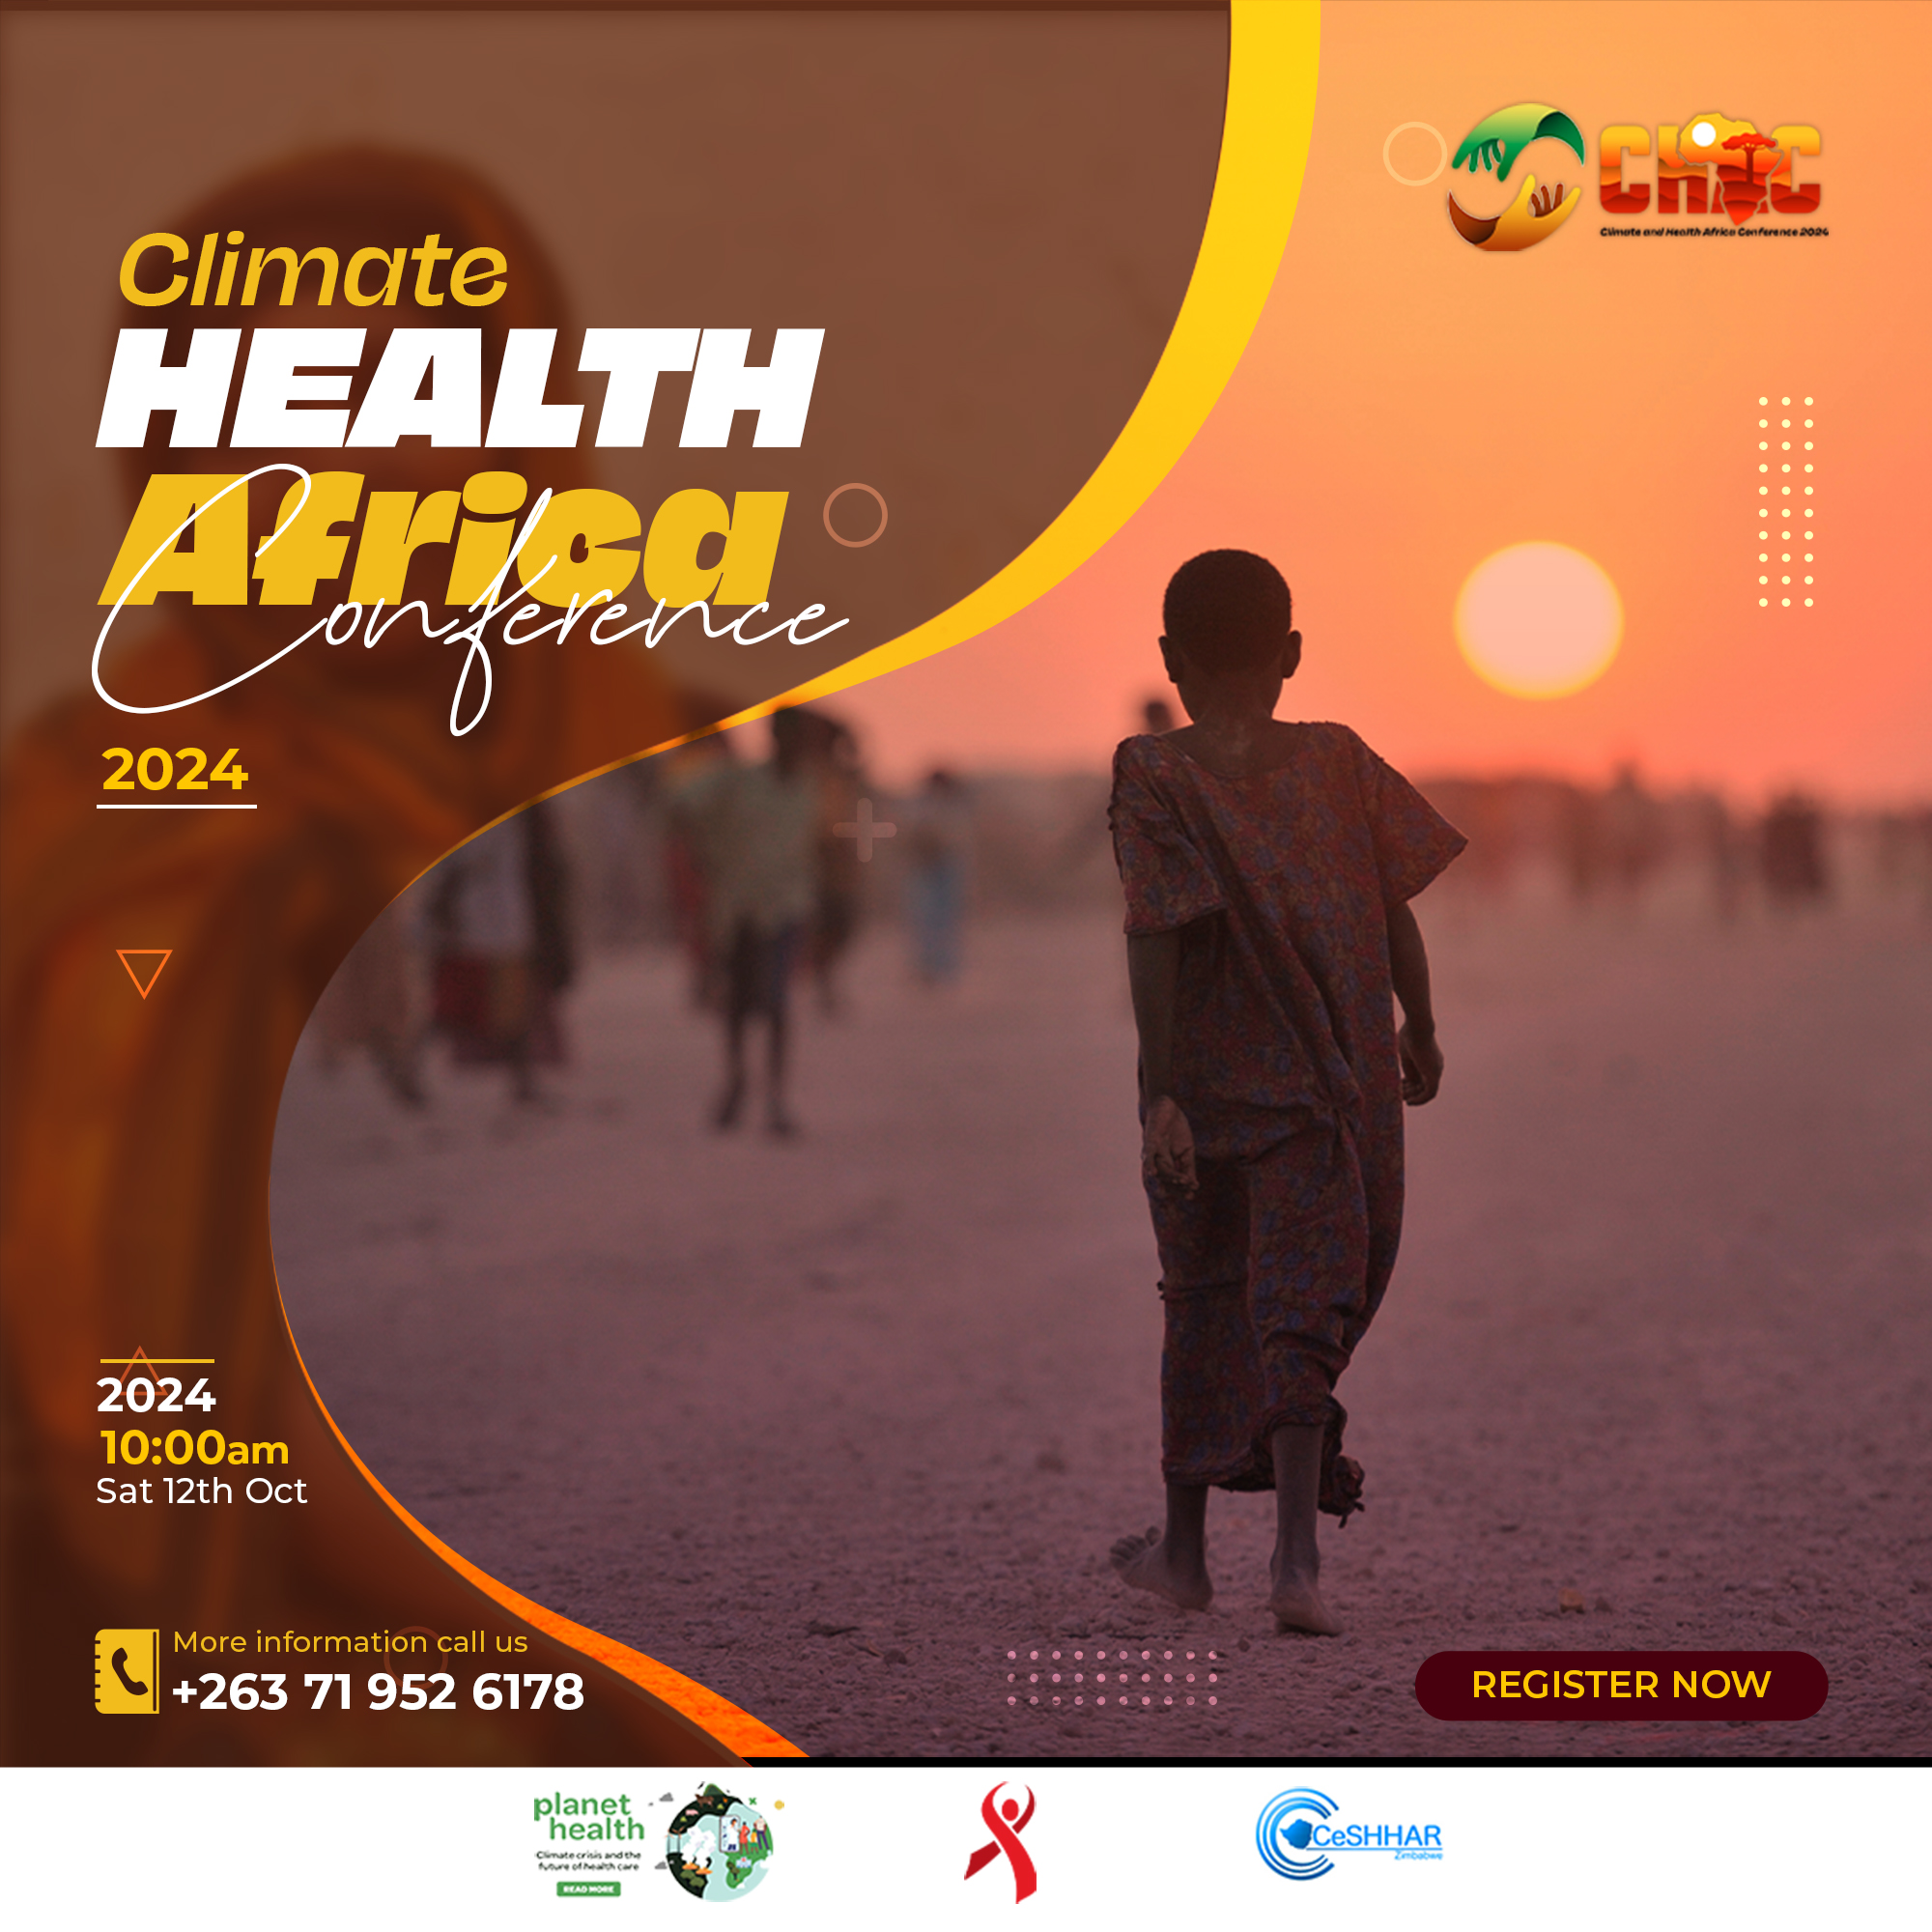 CHAC
Climate and Health Africa Conference 2024
Climate
HEALTH
Africa
Conference
2024
2024
10:00am
Sat 12th Oct
More information call us
+263 71 952 6178
REGISTER NOW
planet
health
Climate crisis and the
future of health care
READ MORE
CeSHHAR
Zimbabwe